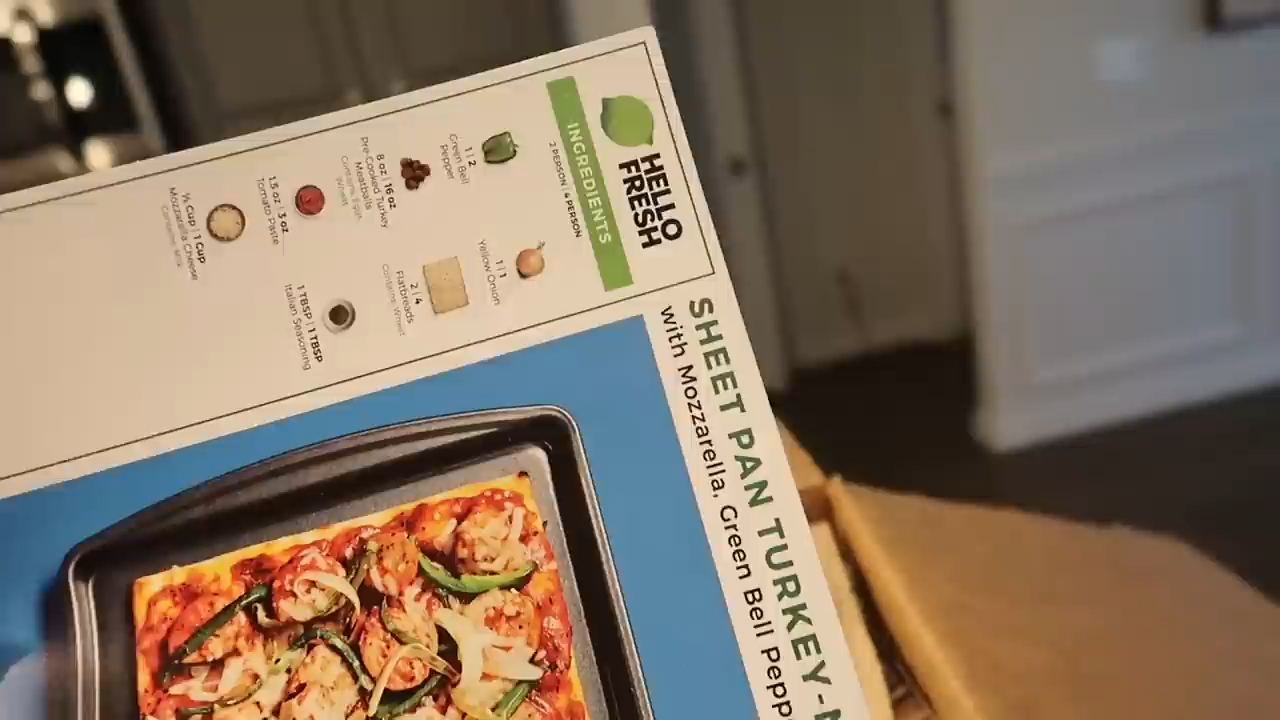 HELLO
FRESH
INGREDIENTS
2 PERSON | 4 PERSON
1 | 2
Green Bell
Pepper
1 | 1
Yellow Onion
8 oz | 16 oz
Pre-Cooked Turkey
Meatballs
Contains: Eggs,
Wheat
2 | 4
Flatbreads
Contains: Wheat
1.5 oz | 3 oz
Tomato Paste
1 TBSP | 1 TBSP
Italian Seasoning
½ Cup | 1 Cup
Mozzarella Cheese
Contains: Milk
SHEET PAN TURKEY-
with Mozzarella, Green Bell Pepp